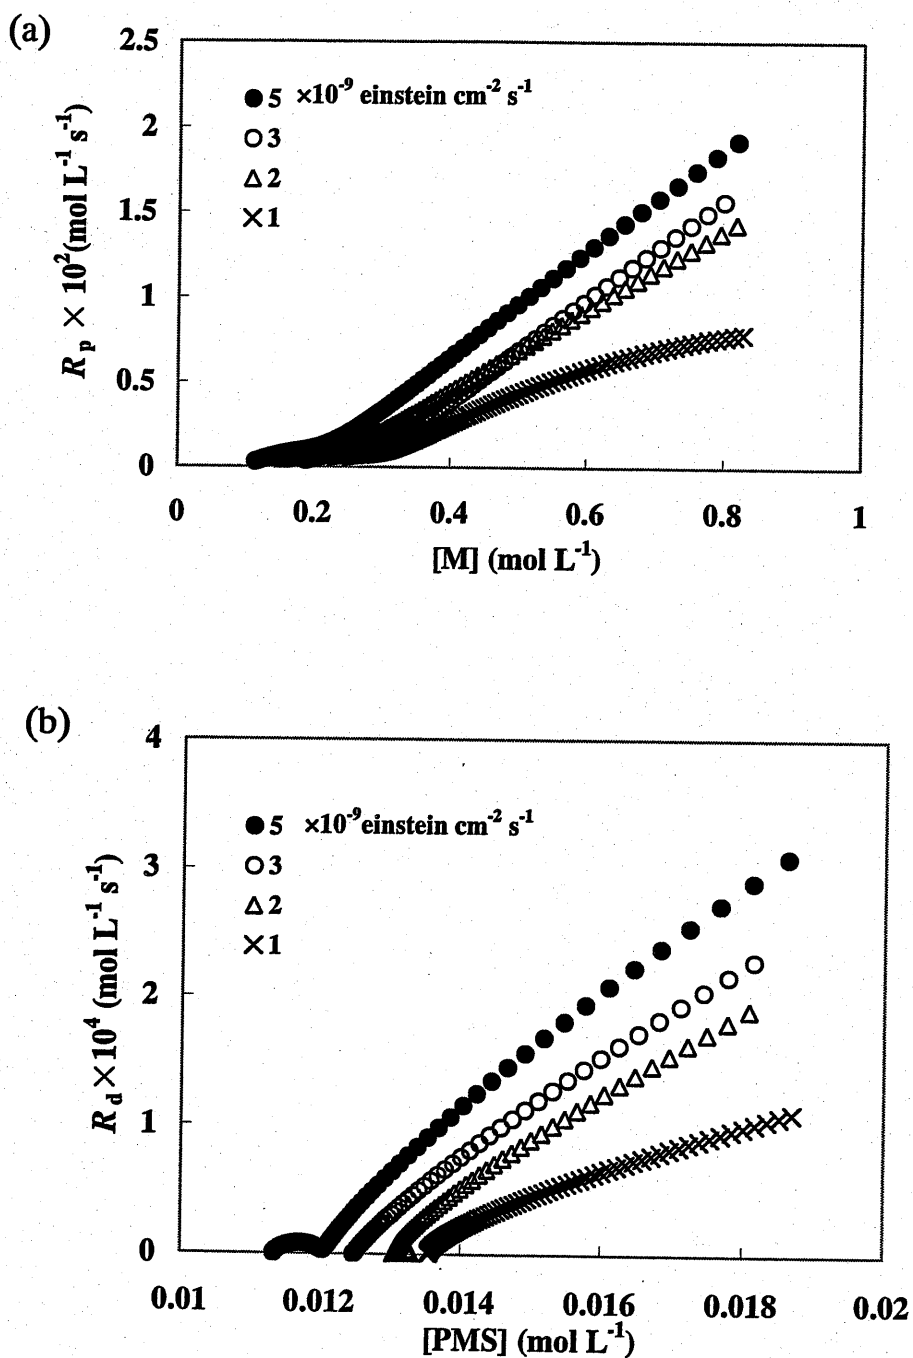 (a)
2.5
2
1.5
1
0.5
0
R_p × 10² (mol L⁻¹ s⁻¹)
● 5 ×10⁻⁹ einstein cm⁻² s⁻¹
○ 3
△ 2
× 1
0 0.2 0.4 0.6 0.8 1
[M] (mol L⁻¹)
(b)
4
3
2
1
0
R_d × 10⁴ (mol L⁻¹ s⁻¹)
● 5 ×10⁻⁹ einstein cm⁻² s⁻¹
○ 3
△ 2
× 1
0.01 0.012 0.014 0.016 0.018 0.02
[PMS] (mol L⁻¹)